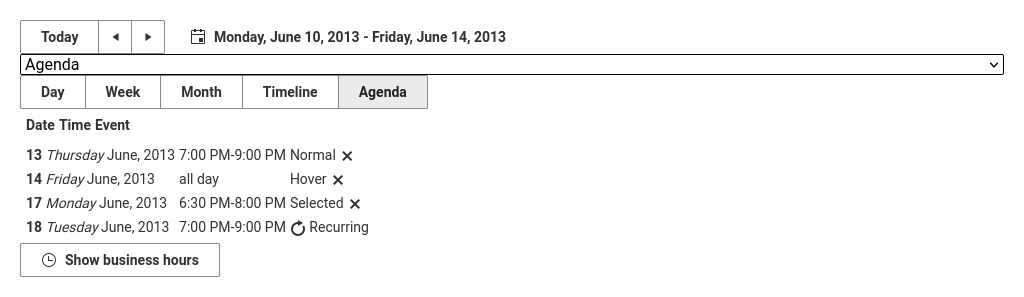 Today Monday, June 10, 2013 - Friday, June 14, 2013
Agenda
Day Week Month Timeline Agenda
Date Time Event
13 Thursday June, 2013 7:00 PM-9:00 PM Normal
14 Friday June, 2013 all day Hover
17 Monday June, 2013 6:30 PM-8:00 PM Selected
18 Tuesday June, 2013 7:00 PM-9:00 PM Recurring
Show business hours